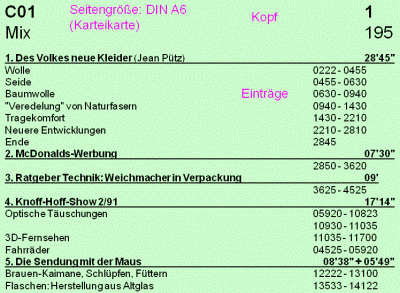 C01 Seitengröße: DIN A6 Kopf 1
(Karteikarte)
Mix 195
1. Des Volkes neue Kleider (Jean Pütz) 28'45"
Wolle 0222 - 0455
Seide 0455 - 0630
Baumwolle Einträge 0630 - 0940
"Veredelung" von Naturfasern 0940 - 1430
Tragekomfort 1430 - 2210
Neuere Entwicklungen 2210 - 2810
Ende 2845
2. McDonalds-Werbung 07'30"
2850 - 3620
3. Ratgeber Technik: Weichmacher in Verpackung 09'
3625 - 4525
4. Knoff-Hoff-Show 2/91 17'14"
Optische Täuschungen 05920 - 10823
10930 - 11035
3D-Fernsehen 11035 - 11700
Fahrräder 04525 - 05920
5. Die Sendung mit der Maus 08'38" + 05'49"
Brauen-Kaimane, Schlüpfen, Füttern 12222 - 13100
Flaschen: Herstellung aus Altglas 13533 - 14122